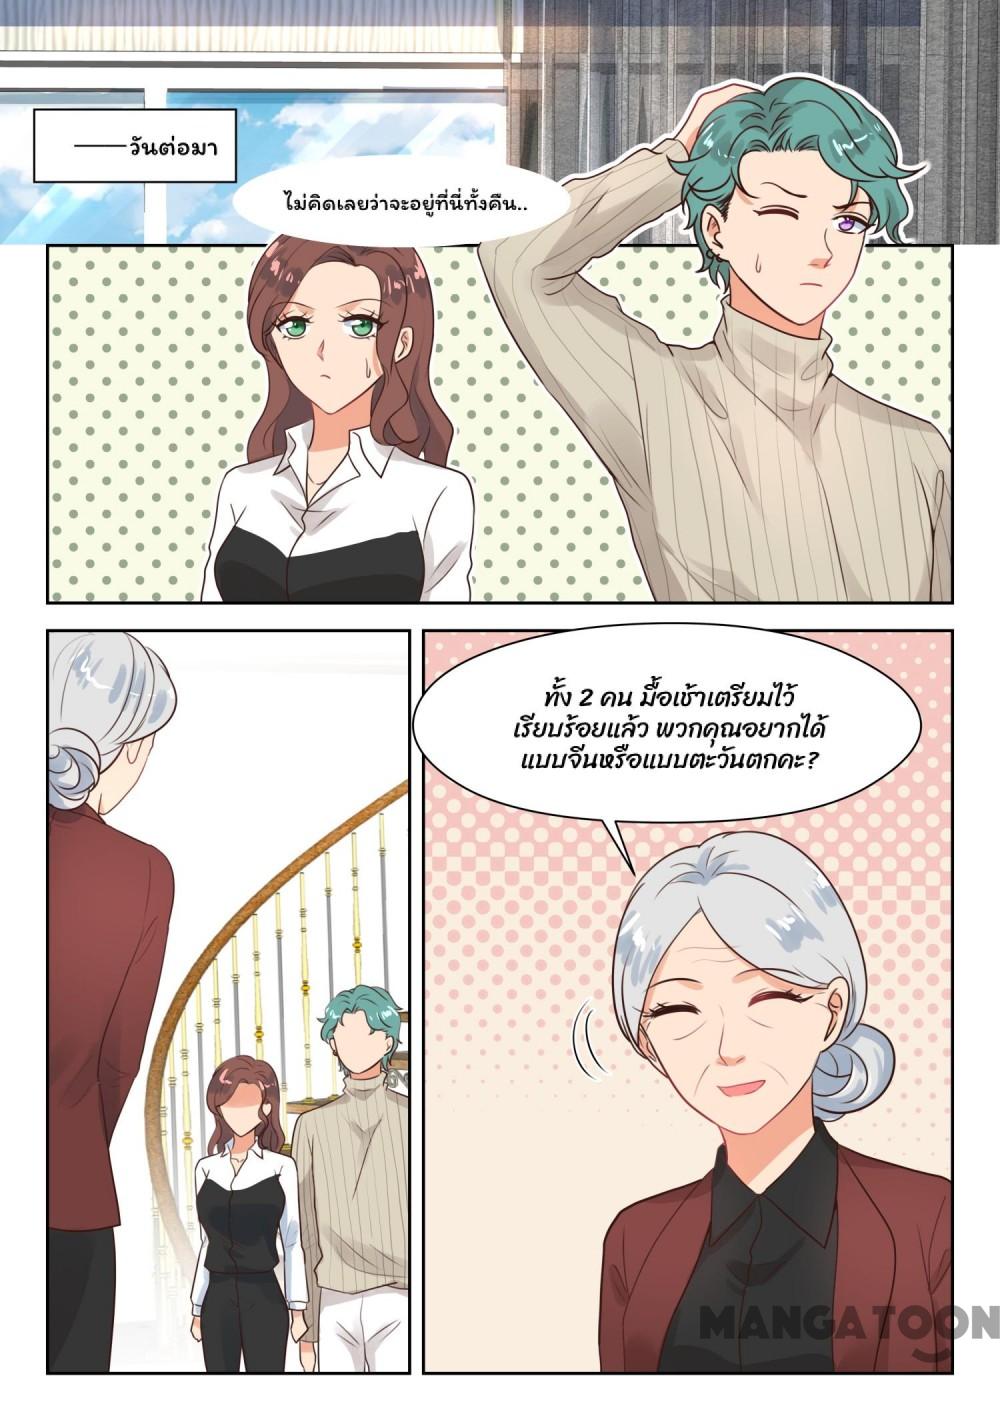 ——วันต่อมา
ไม่คิดเลยว่าจะอยู่ที่นี่ทั้งคืน..
ทั้ง 2 คน มื้อเช้าเตรียมไว้
เรียบร้อยแล้ว พวกคุณอยากได้
แบบจีนหรือแบบตะวันตกคะ?
MANGATOON